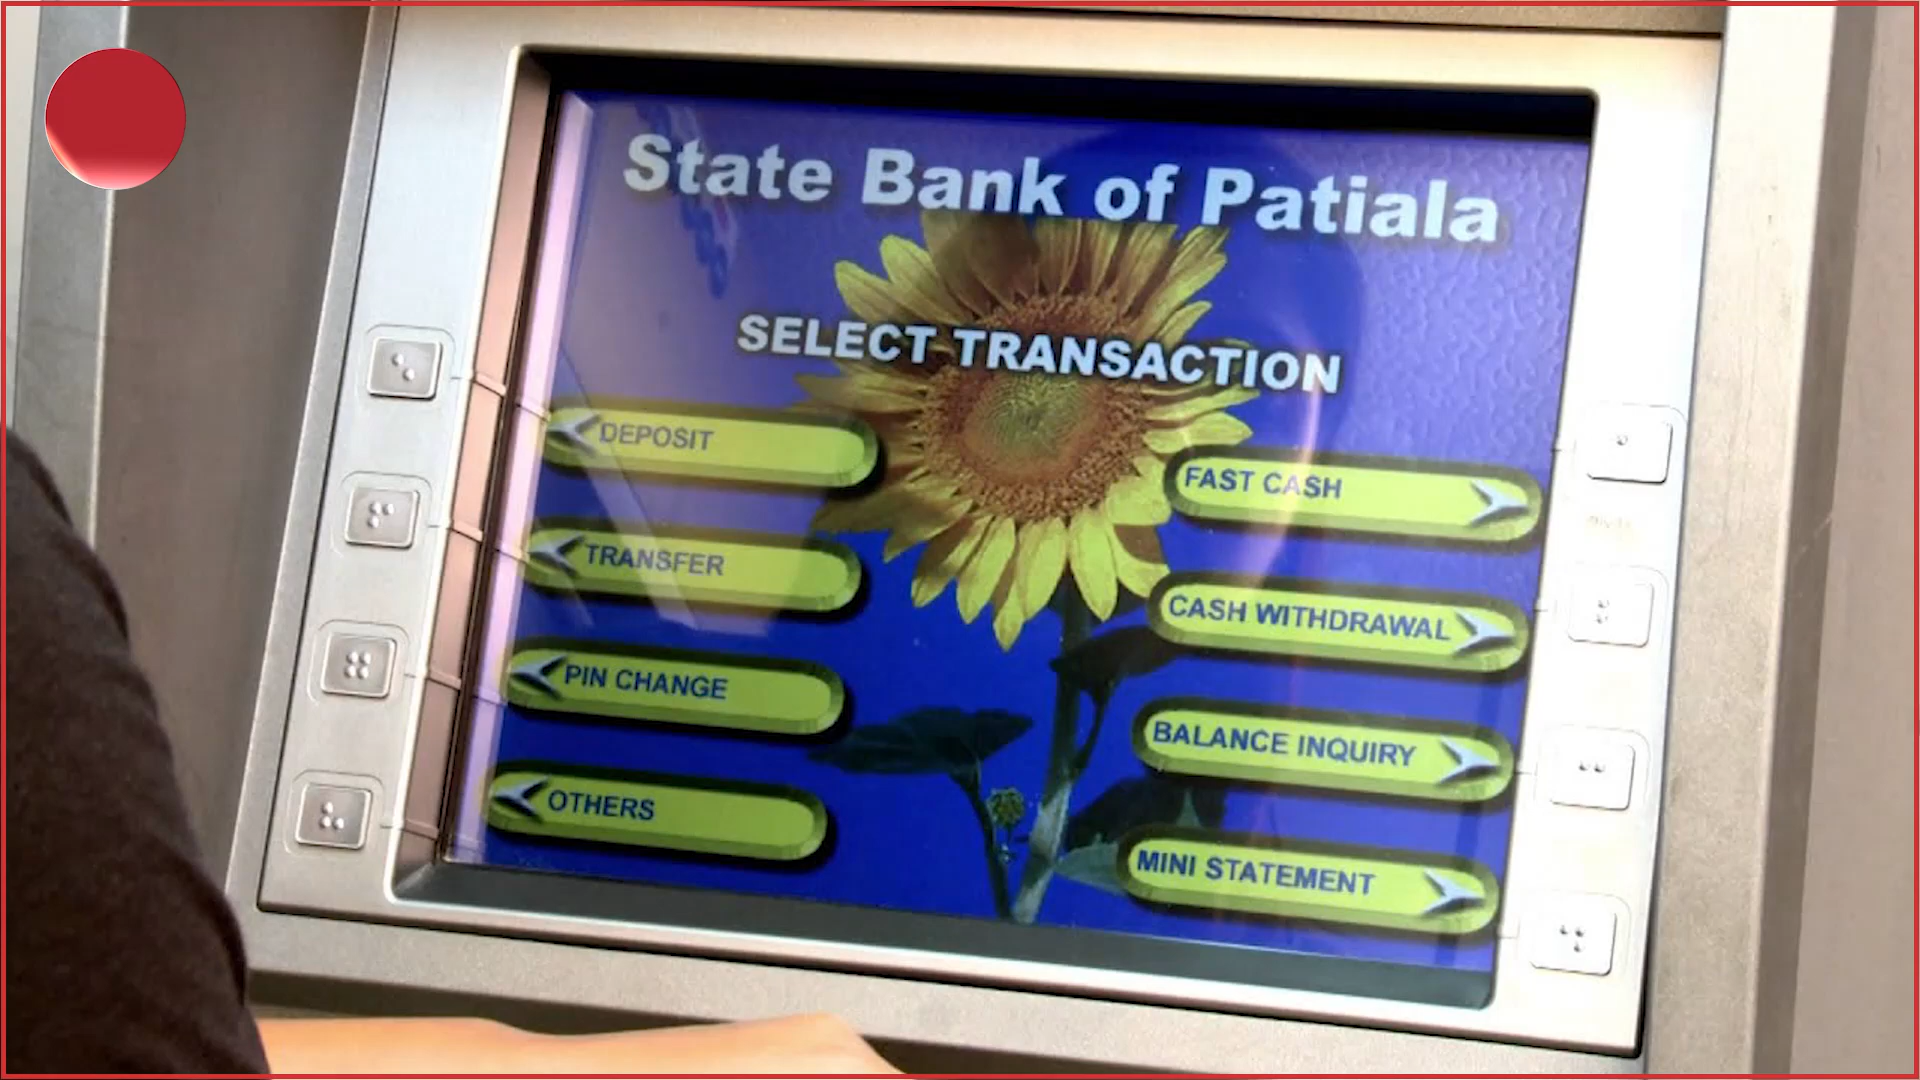 State Bank of Patiala
SELECT TRANSACTION
DEPOSIT
FAST CASH
TRANSFER
CASH WITHDRAWAL
PIN CHANGE
BALANCE INQUIRY
OTHERS
MINI STATEMENT